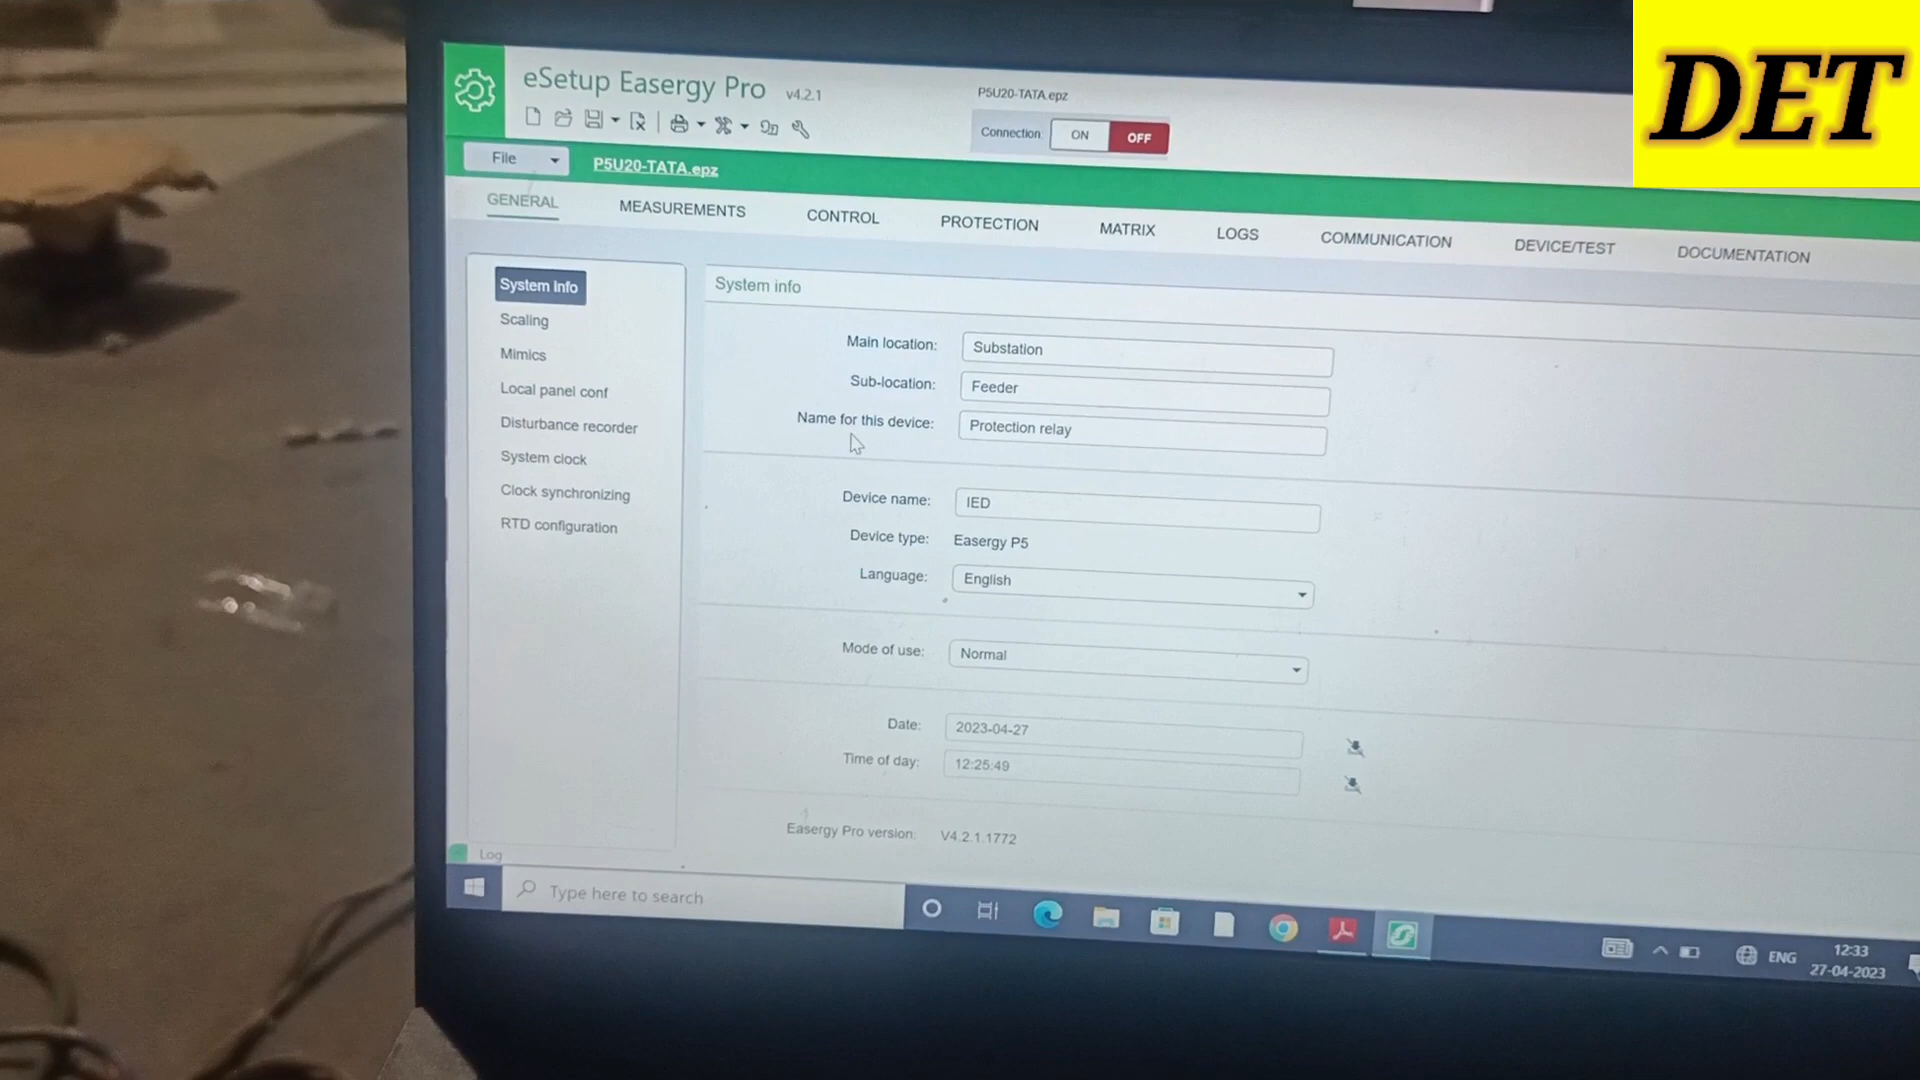 DET
eSetup Easergy Pro v4.2.1
P5U20-TATA.epz
Connection: ON OFF
File
P5U20-TATA.epz
GENERAL MEASUREMENTS CONTROL PROTECTION MATRIX LOGS COMMUNICATION DEVICE/TEST DOCUMENTATION
System info
Scaling
Mimics
Local panel conf
Disturbance recorder
System clock
Clock synchronizing
RTD configuration
System info
Main location: Substation
Sub-location: Feeder
Name for this device: Protection relay
Device name: IED
Device type: Easergy P5
Language: English
Mode of use: Normal
Date: 2023-04-27
Time of day: 12:25:49
Easergy Pro version: V4.2.1.1772
Log
Type here to search
ENG
12:33
27-04-2023